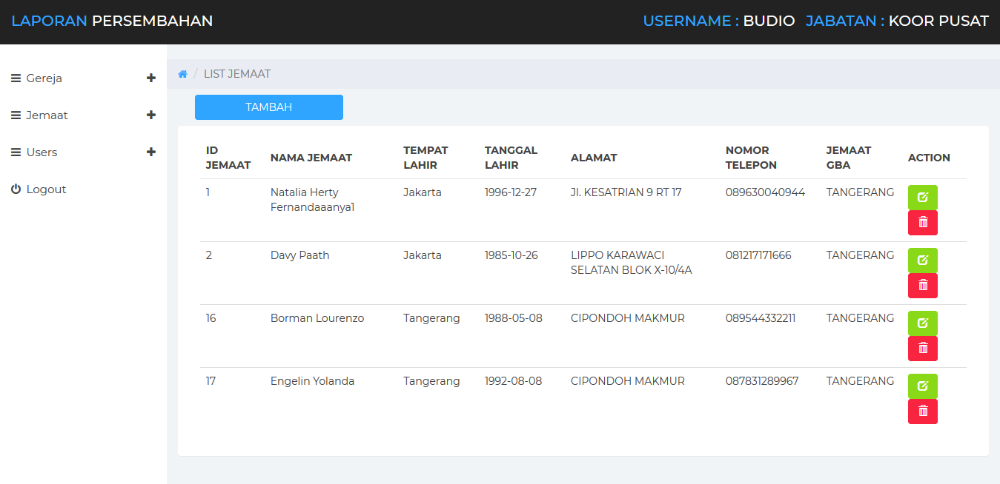 LAPORAN PERSEMBAHAN USERNAME : BUDIO JABATAN : KOOR PUSAT
Gereja
Jemaat
Users
Logout
/ LIST JEMAAT
TAMBAH
ID JEMAAT NAMA JEMAAT TEMPAT LAHIR TANGGAL LAHIR ALAMAT NOMOR TELEPON JEMAAT GBA ACTION
1 Natalia Herty Fernandaaanya1 Jakarta 1996-12-27 Jl. KESATRIAN 9 RT 17 089630040944 TANGERANG
2 Davy Paath Jakarta 1985-10-26 LIPPO KARAWACI SELATAN BLOK X-10/4A 081217171666 TANGERANG
16 Borman Lourenzo Tangerang 1988-05-08 CIPONDOH MAKMUR 089544332211 TANGERANG
17 Engelin Yolanda Tangerang 1992-08-08 CIPONDOH MAKMUR 087831289967 TANGERANG